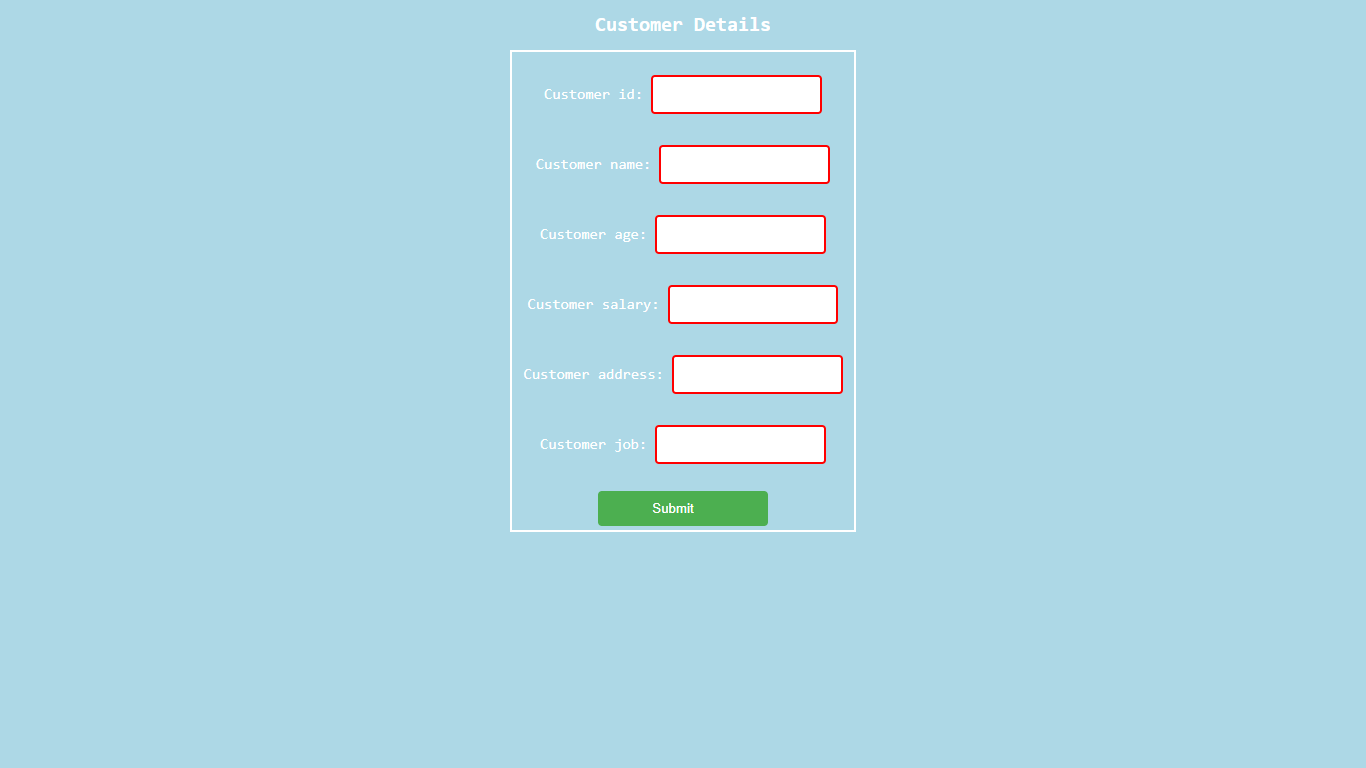 Customer Details
Customer id:
Customer name:
Customer age:
Customer salary:
Customer address:
Customer job:
Submit